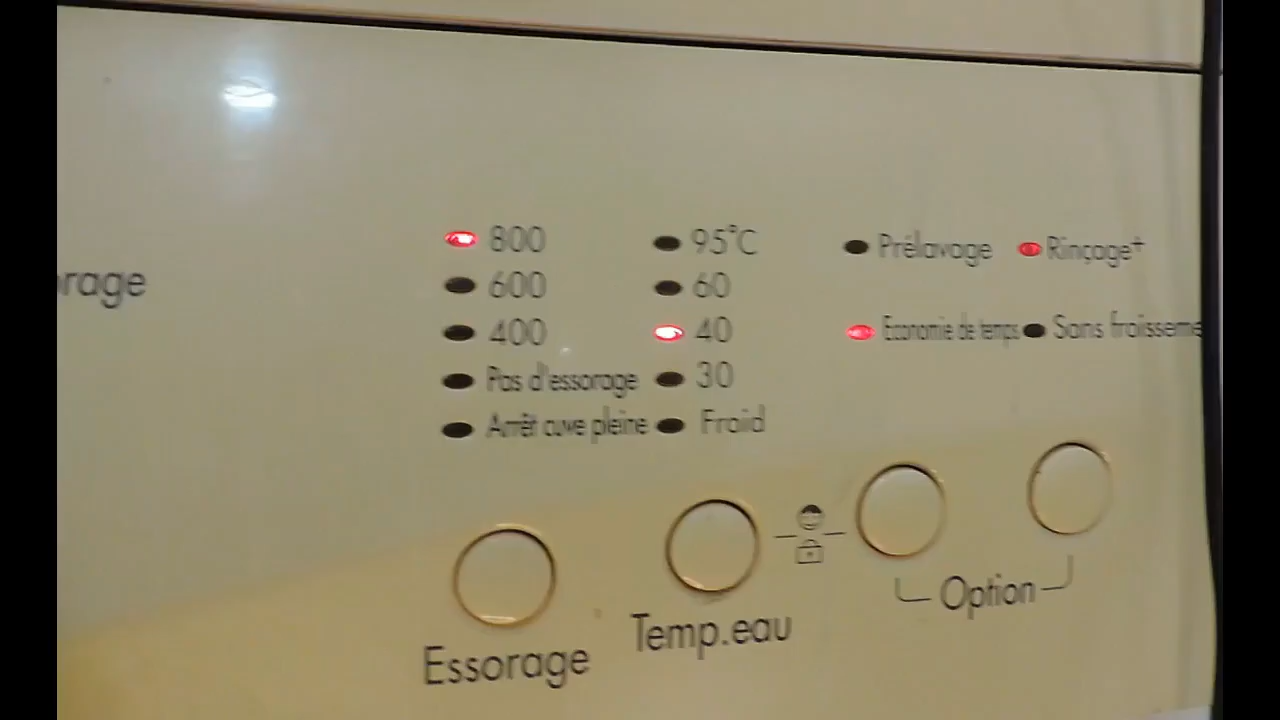 orage
800
600
400
Pas d'essorage
Arrêt cuve pleine
95°C
60
40
30
Froid
Prélavage
Rinçage+
Economie de temps
Sans froisseme
Essorage
Temp.eau
Option